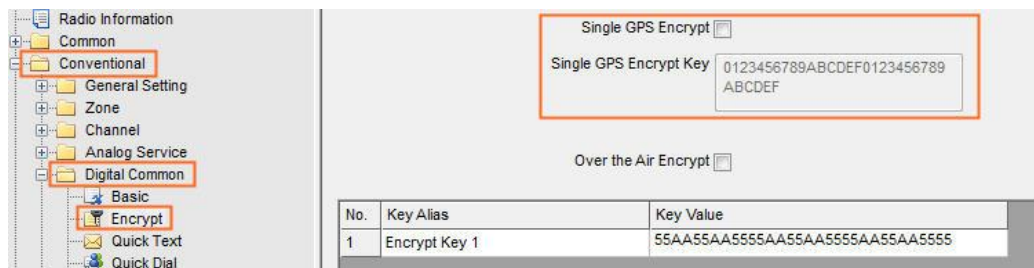 Radio Information
Common
Conventional
General Setting
Zone
Channel
Analog Service
Digital Common
Basic
Encrypt
Quick Text
Quick Dial
Single GPS Encrypt
Single GPS Encrypt Key
0123456789ABCDEF0123456789
ABCDEF
Over the Air Encrypt
No. Key Alias Key Value
1 Encrypt Key 1 55AA55AA5555AA55AA5555AA55AA5555